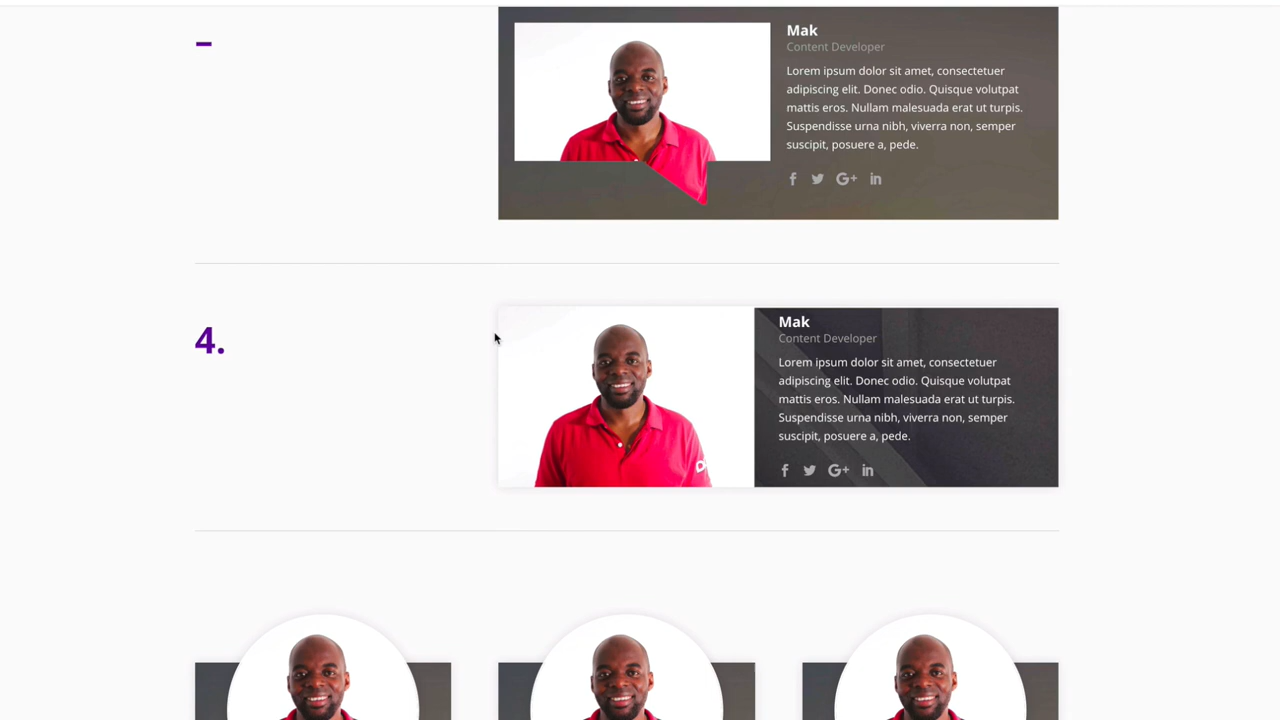 Mak
Content Developer
Lorem ipsum dolor sit amet, consectetuer
adipiscing elit. Donec odio. Quisque volutpat
mattis eros. Nullam malesuada erat ut turpis.
Suspendisse urna nibh, viverra non, semper
suscipit, posuere a, pede.
4.
Mak
Content Developer
Lorem ipsum dolor sit amet, consectetuer
adipiscing elit. Donec odio. Quisque volutpat
mattis eros. Nullam malesuada erat ut turpis.
Suspendisse urna nibh, viverra non, semper
suscipit, posuere a, pede.